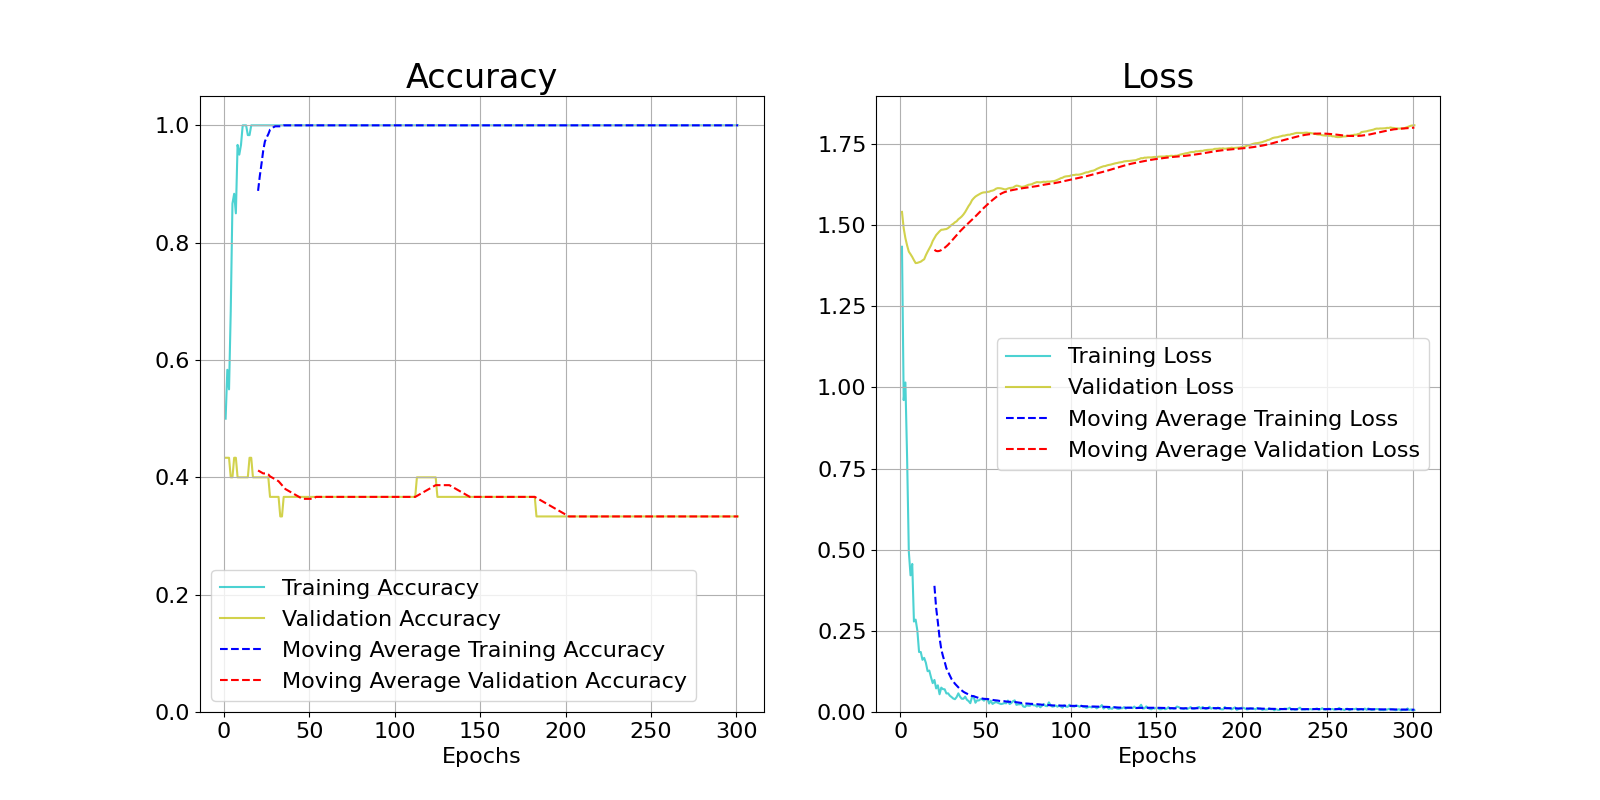 Accuracy
1.0
0.8
0.6
0.4
0.2
0.0
Training Accuracy
Validation Accuracy
Moving Average Training Accuracy
Moving Average Validation Accuracy
0 50 100 150 200 250 300
Epochs
Loss
1.75
1.50
1.25
1.00
0.75
0.50
0.25
0.00
Training Loss
Validation Loss
Moving Average Training Loss
Moving Average Validation Loss
0 50 100 150 200 250 300
Epochs